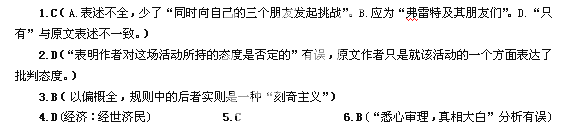 1.C(A.表述不全，少了“同时向自己的三个朋友发起挑战”。B.应为“弗雷特及其朋友们”。D.“只
有”与原文表述不一致。)
2.D(“表明作者对这场活动所持的态度是否定的”有误，原文作者只是就该活动的一个方面表达了
批判态度。)
3.B(以偏概全，规则中的后者实则是一种“刻奇主义”)
4.D(经济：经世济民) 5.C 6.B(“悉心审理，真相大白”分析有误)